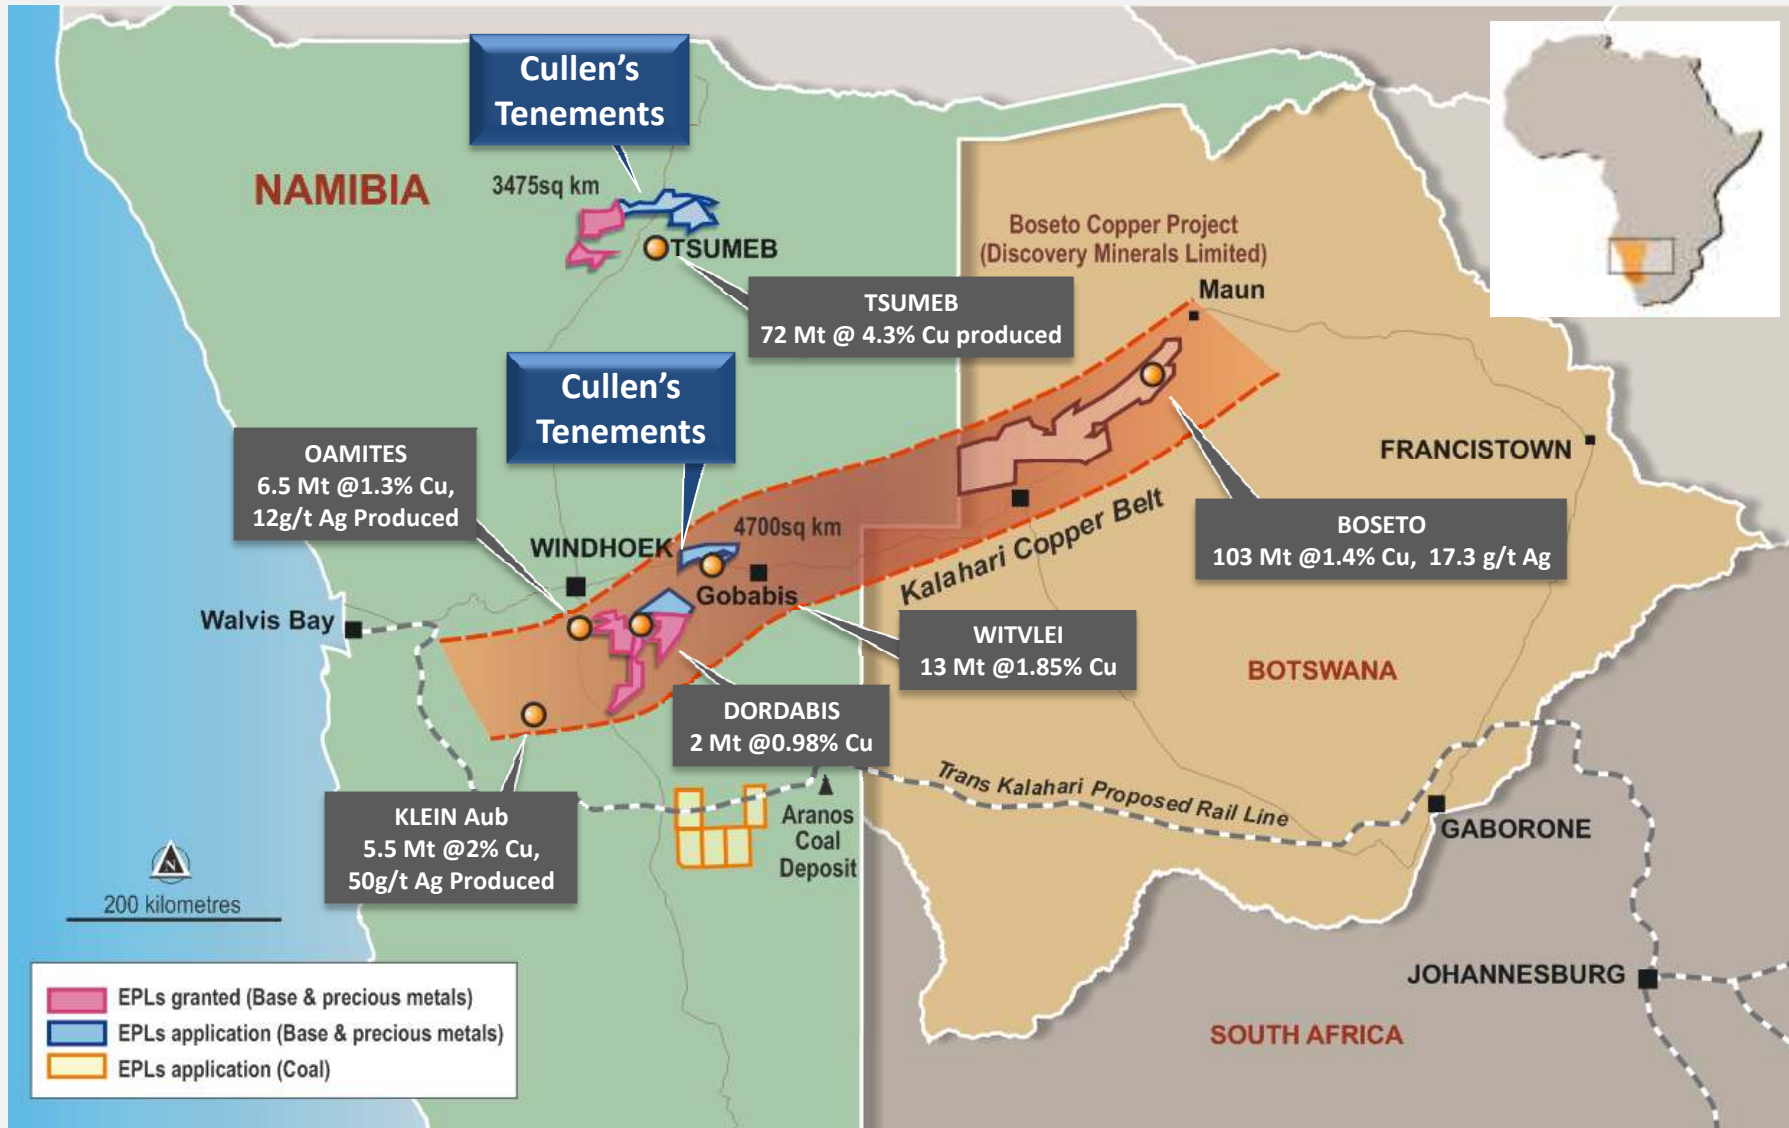 Cullen's
Tenements
3475sq km
NAMIBIA
TSUMEB
Boseto Copper Project
(Discovery Minerals Limited)
Maun
TSUMEB
72 Mt @ 4.3% Cu produced
Cullen's
Tenements
OAMITES
6.5 Mt @1.3% Cu,
12g/t Ag Produced
FRANCISTOWN
4700sq km
WINDHOEK
Kalahari Copper Belt
BOSETO
103 Mt @1.4% Cu, 17.3 g/t Ag
Gobabis
Walvis Bay
WITVLEI
13 Mt @1.85% Cu
BOTSWANA
DORDABIS
2 Mt @0.98% Cu
Trans Kalahari Proposed Rail Line
KLEIN Aub
5.5 Mt @2% Cu,
50g/t Ag Produced
Aranos
Coal
Deposit
GABORONE
N
200 kilometres
JOHANNESBURG
SOUTH AFRICA
EPLs granted (Base & precious metals)
EPLs application (Base & precious metals)
EPLs application (Coal)